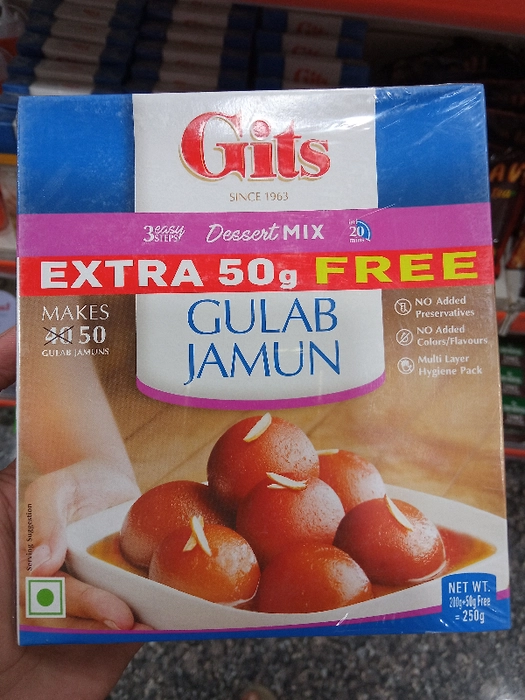 Gits
Gits
Gits
SINCE 1963
3 easy STEPS
Dessert MIX
20
EXTRA 50g FREE
MAKES
40 50
GULAB JAMUNS
GULAB
JAMUN
NO Added
Preservatives
NO Added
Colors/Flavours
Multi Layer
Hygiene Pack
Serving Suggestion
NET WT.
200g+50g Free
= 250g